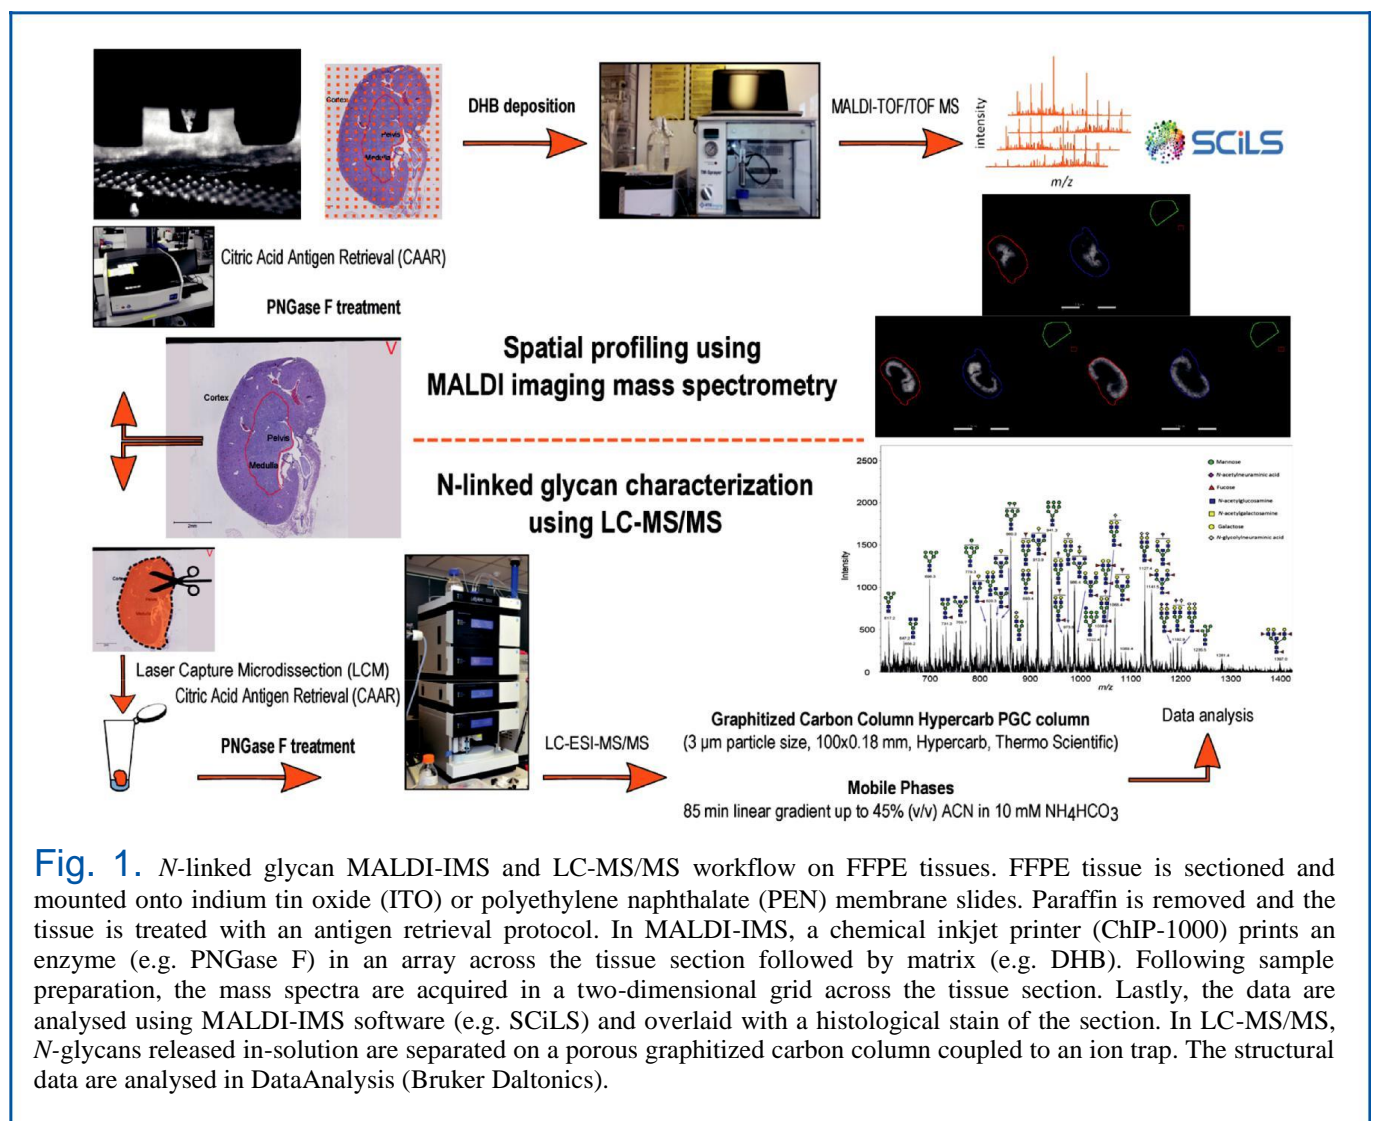 Cortex
Pelvis
Medulla
DHB deposition
MALDI-TOF/TOF MS
intensity
m/z
SCiLS
Citric Acid Antigen Retrieval (CAAR)
PNGase F treatment
V
Cortex
Pelvis
Medulla
2mm
Spatial profiling using
MALDI imaging mass spectrometry
N-linked glycan characterization
using LC-MS/MS
2500
2000
1500
1000
500
0
Intensity
700 800 900 1000 1100 1200 1300 1400
m/z
Mannose
N-acetylneuraminic acid
Fucose
N-acetylglucosamine
N-acetylgalactosamine
Galactose
N-glycolylneuraminic acid
V
Laser Capture Microdissection (LCM)
Citric Acid Antigen Retrieval (CAAR)
PNGase F treatment
LC-ESI-MS/MS
Graphitized Carbon Column Hypercarb PGC column
(3 µm particle size, 100x0.18 mm, Hypercarb, Thermo Scientific)
Mobile Phases
85 min linear gradient up to 45% (v/v) ACN in 10 mM NH4HCO3
Data analysis
Fig. 1. N-linked glycan MALDI-IMS and LC-MS/MS workflow on FFPE tissues. FFPE tissue is sectioned and
mounted onto indium tin oxide (ITO) or polyethylene naphthalate (PEN) membrane slides. Paraffin is removed and the
tissue is treated with an antigen retrieval protocol. In MALDI-IMS, a chemical inkjet printer (ChIP-1000) prints an
enzyme (e.g. PNGase F) in an array across the tissue section followed by matrix (e.g. DHB). Following sample
preparation, the mass spectra are acquired in a two-dimensional grid across the tissue section. Lastly, the data are
analysed using MALDI-IMS software (e.g. SCiLS) and overlaid with a histological stain of the section. In LC-MS/MS,
N-glycans released in-solution are separated on a porous graphitized carbon column coupled to an ion trap. The structural
data are analysed in DataAnalysis (Bruker Daltonics).